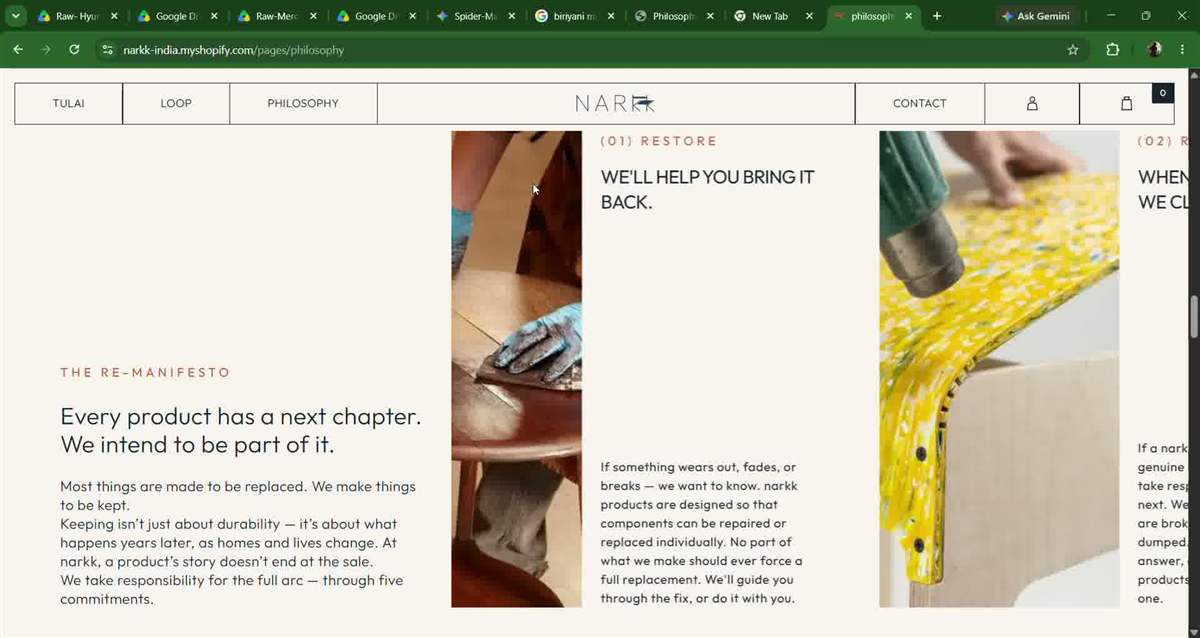 Raw- Hyun
Google D
Raw-Merc
Google D
Spider-M
biriyani m
Philosoph
New Tab
philosoph
Ask Gemini
narkk-india.myshopify.com/pages/philosophy
TULAI
LOOP
PHILOSOPHY
NARKK
CONTACT
0
THE RE-MANIFESTO
Every product has a next chapter.
We intend to be part of it.
Most things are made to be replaced. We make things
to be kept.
Keeping isn't just about durability — it's about what
happens years later, as homes and lives change. At
narkk, a product's story doesn't end at the sale.
We take responsibility for the full arc — through five
commitments.
(01) RESTORE
WE'LL HELP YOU BRING IT
BACK.
If something wears out, fades, or
breaks — we want to know. narkk
products are designed so that
components can be repaired or
replaced individually. No part of
what we make should ever force a
full replacement. We'll guide you
through the fix, or do it with you.
(02) R
WHEN
WE CL
If a nark
genuine
take resp
next. We
are brok
dumped.
answer,
products
one.